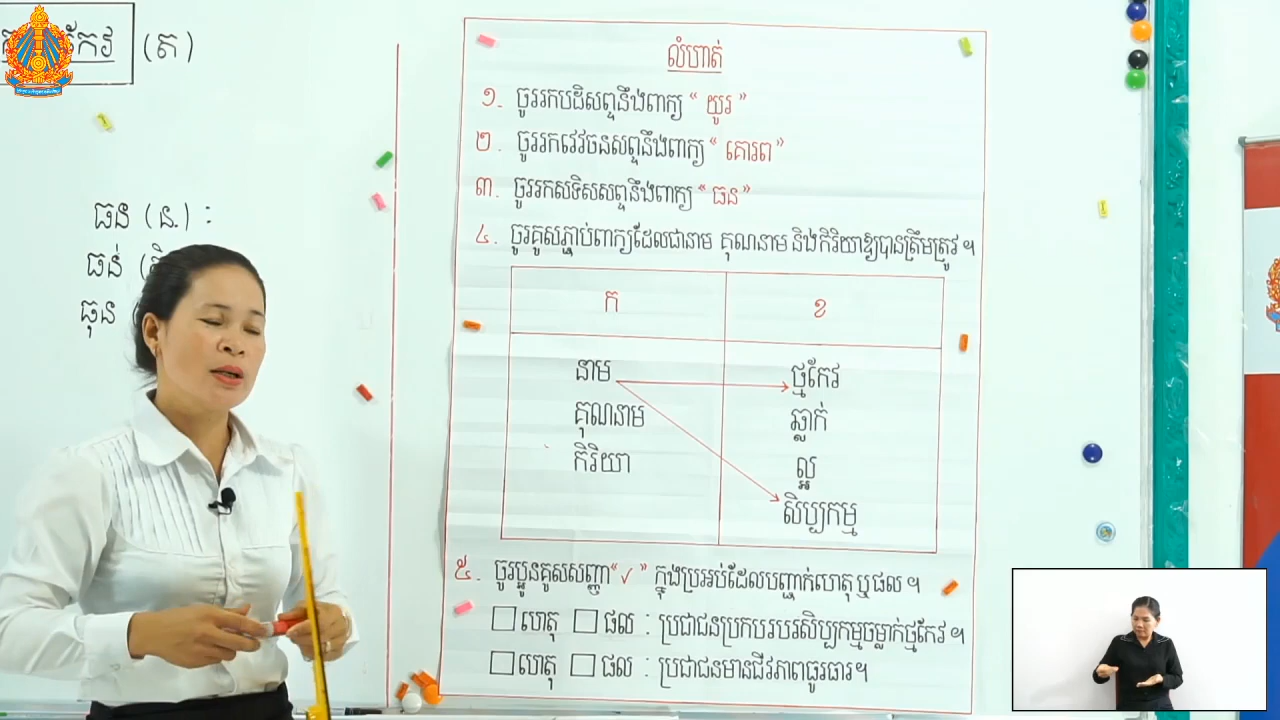 កែវ (ត)
ធន (ន.) :
ធន់ (
ធុន
លំហាត់
១. ចូររកបដិសព្ទនឹងពាក្យ “ យូរ ”
២. ចូររកវេវចនសព្ទនឹងពាក្យ “ គោរព ”
៣. ចូររកសទិសសព្ទនឹងពាក្យ “ ធន ”
៤. ចូរគូសភ្ជាប់ពាក្យដែលជានាម គុណនាម និងកិរិយាឱ្យបានត្រឹមត្រូវ ។
ក ខ
នាម ថ្មកែវ
គុណនាម ឆ្លាក់
កិរិយា ល្អ
សិប្បកម្ម
៥. ចូរប្អូនគូសសញ្ញា “ ✓ ” ក្នុងប្រអប់ដែលបញ្ជាក់ហេតុ ឬ ផល ។
☐ ហេតុ ☐ ផល : ប្រជាជនប្រកបរបរសិប្បកម្មចម្លាក់ថ្មកែវ ។
☐ ហេតុ ☐ ផល : ប្រជាជនមានជីវភាពធូរធារ ។